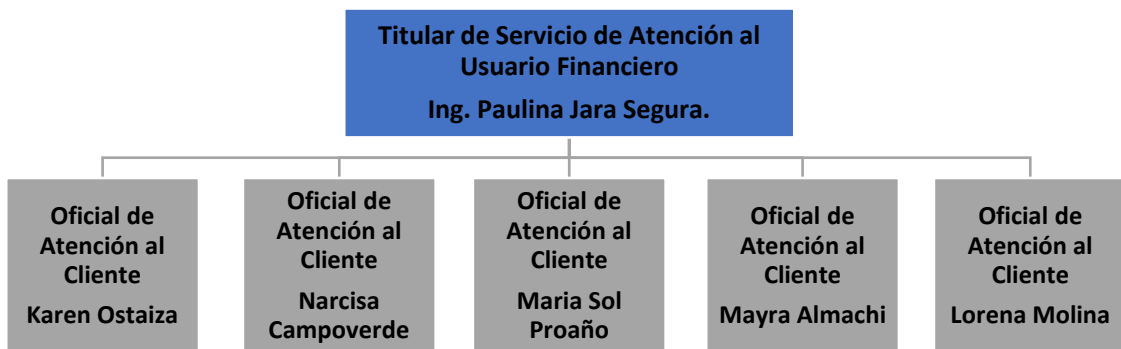 Titular de Servicio de Atención al
Usuario Financiero
Ing. Paulina Jara Segura.
Oficial de
Atención al
Cliente
Karen Ostaiza
Oficial de
Atención al
Cliente
Narcisa
Campoverde
Oficial de
Atención al
Cliente
Maria Sol
Proaño
Oficial de
Atención al
Cliente
Mayra Almachi
Oficial de
Atención al
Cliente
Lorena Molina